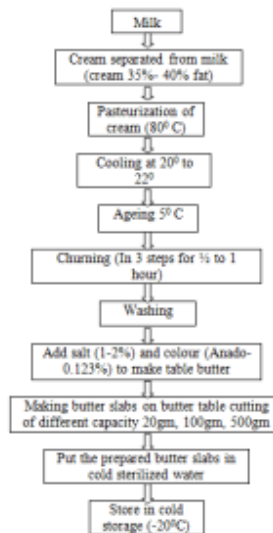 Milk
Cream separated from milk
(cream 35%- 40% fat)
Pasteurization of
cream (80⁰ C)
Cooling at 20⁰ to
22⁰
Ageing 5⁰ C
Churning (In 3 steps for ½ to 1
hour)
Washing
Add salt (1-2%) and colour (Anado-
0.123%) to make table butter
Making butter slabs on butter table cutting
of different capacity 20gm, 100gm, 500gm
Put the prepared butter slabs in
cold sterilized water
Store in cold
storage (-20⁰C)